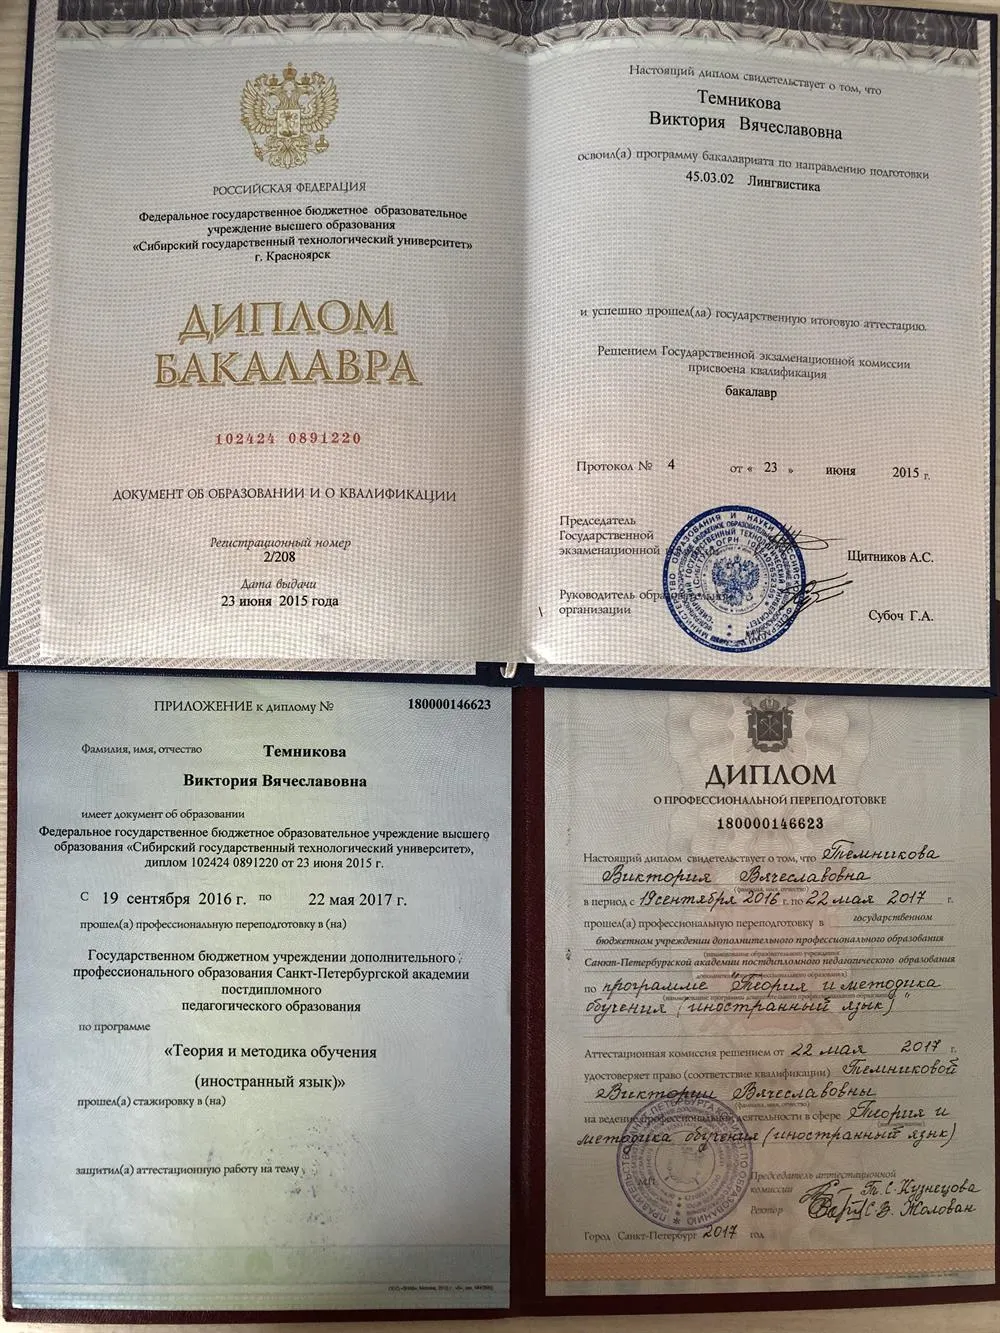 РОССИЙСКАЯ ФЕДЕРАЦИЯ
Федеральное государственное бюджетное образовательное
учреждение высшего образования
«Сибирский государственный технологический университет»
г. Красноярск
ДИПЛОМ
БАКАЛАВРА
102424 0891220
ДОКУМЕНТ ОБ ОБРАЗОВАНИИ И О КВАЛИФИКАЦИИ
Регистрационный номер
2/208
Дата выдачи
23 июня 2015 года
Настоящий диплом свидетельствует о том, что
Темникова
Виктория Вячеславовна
освоил(а) программу бакалавриата по направлению подготовки
45.03.02 Лингвистика
и успешно прошел(ла) государственную итоговую аттестацию.
Решением Государственной экзаменационной комиссии
присвоена квалификация
бакалавр
Протокол № 4 от « 23 » июня 2015 г.
Председатель
Государственной
экзаменационной
Щитников А.С.
Руководитель образовательной
организации
Субоч Г.А.
ПРИЛОЖЕНИЕ к диплому № 180000146623
Фамилия, имя, отчество Темникова
Виктория Вячеславовна
имеет документ об образовании
Федеральное государственное бюджетное образовательное учреждение высшего
образования «Сибирский государственный технологический университет»,
диплом 102424 0891220 от 23 июня 2015 г.
С 19 сентября 2016 г. по 22 мая 2017 г.
прошел(а) профессиональную переподготовку в (на)
Государственном бюджетном учреждении дополнительного
профессионального образования Санкт-Петербургской академии
постдипломного
педагогического образования
по программе
«Теория и методика обучения
(иностранный язык)»
прошел(а) стажировку в (на)
защитил(а) аттестационную работу на тему
ДИПЛОМ
О ПРОФЕССИОНАЛЬНОЙ ПЕРЕПОДГОТОВКЕ
180000146623
Настоящий диплом свидетельствует о том, что Темникова
Виктория Вячеславовна
(фамилия, имя, отчество)
в период с 19 сентября 2016 г. по 22 мая 2017 г.
прошел(а) профессиональную переподготовку в государственном
бюджетном учреждении дополнительного профессионального образования
Санкт-Петербургской академии постдипломного педагогического образования
по программе "Теория и методика
обучения (иностранный язык)"
Аттестационная комиссия решением от 22 мая 2017 г.
удостоверяет право (соответствие квалификации) Темниковой
Виктории Вячеславовны
(фамилия, имя, отчество)
на ведение профессиональной деятельности в сфере Теория и
методика обучения (иностранный язык)
Председатель аттестационной
комиссии Т.С. Кузнецова
Ректор С.В. Жолован
МП
Город Санкт-Петербург 2017 год